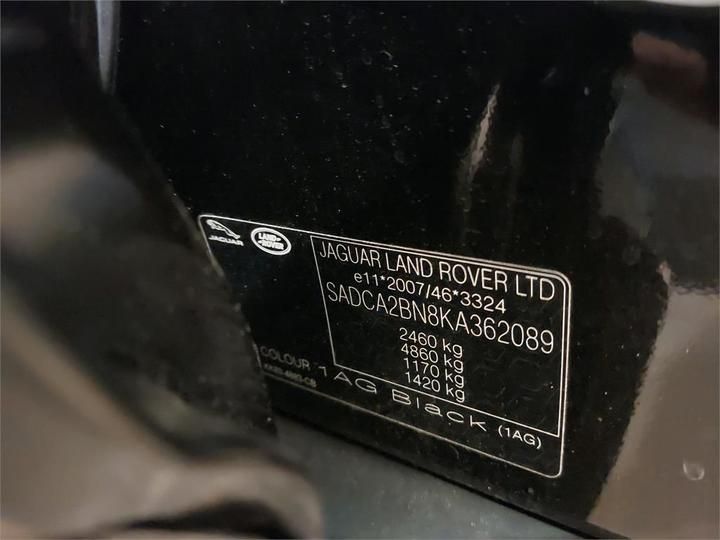 JAGUAR
LAND
ROVER
JAGUAR LAND ROVER LTD
e11*2007/46*3324
SADCA2BN8KA362089
2460 kg
4860 kg
1170 kg
1420 kg
COLOUR 1AG Black (1AG)